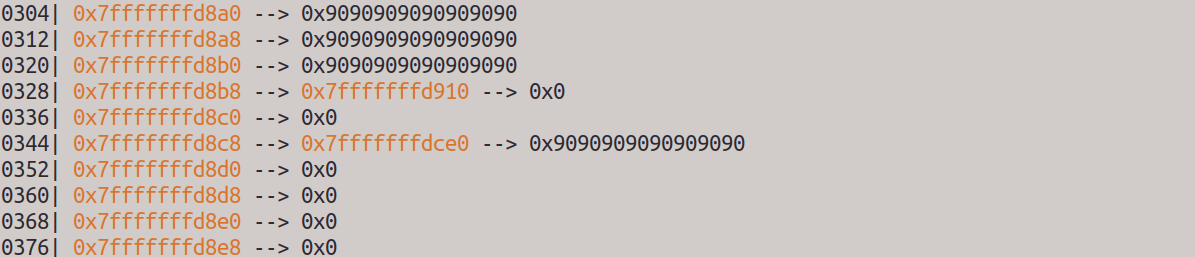 0304| 0x7fffffffd8a0 --> 0x9090909090909090
0312| 0x7fffffffd8a8 --> 0x9090909090909090
0320| 0x7fffffffd8b0 --> 0x9090909090909090
0328| 0x7fffffffd8b8 --> 0x7fffffffd910 --> 0x0
0336| 0x7fffffffd8c0 --> 0x0
0344| 0x7fffffffd8c8 --> 0x7fffffffdce0 --> 0x9090909090909090
0352| 0x7fffffffd8d0 --> 0x0
0360| 0x7fffffffd8d8 --> 0x0
0368| 0x7fffffffd8e0 --> 0x0
0376| 0x7fffffffd8e8 --> 0x0